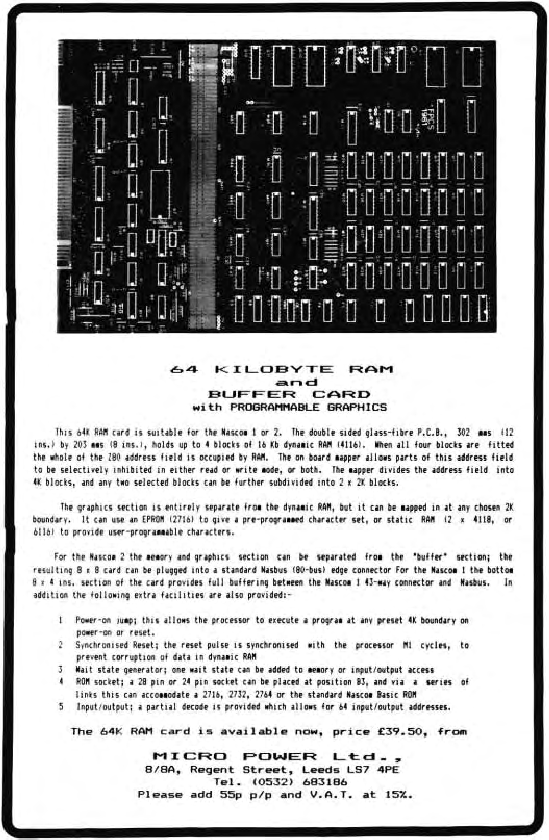 64 KILOBYTE RAM
and
BUFFER CARD
with PROGRAMMABLE GRAPHICS
This 64K RAM card is suitable for the Nascom 1 or 2. The double sided glass-fibre P.C.B., 302 mms (12
ins.) by 203 mms (8 ims.), holds up to 4 blocks of 16 Kb dynamic RAM (4116). When all four blocks are fitted
the whole of the Z80 address field is occupied by RAM. The on board mapper allows parts of this address field
to be selectively inhibited in either read or write mode, or both. The mapper divides the address field into
4K blocks, and any two selected blocks can be further subdivided into 2 x 2K blocks.
The graphics section is entirely separate from the dynamic RAM, but it can be mapped in at any chosen 2K
boundary. It can use an EPROM (2716) to give a pre-programmed character set, or static RAM (2 x 4118, or
6116) to provide user-programmable characters.
For the Nascom 2 the memory and graphics section can be separated from the "buffer" section; the
resulting 8 x 8 card can be plugged into a standard Nasbus (80-bus) edge connector For the Nascom 1 the bottom
8 x 4 ins. section of the card provides full buffering between the Nascom 1 43-way connector and Nasbus. In
addition the following extra facilities are also provided:-
1 Power-on jump; this allows the processor to execute a program at any preset 4K boundary on
power-on or reset.
2 Synchronised Reset; the reset pulse is synchronised with the processor M1 cycles, to
prevent corruption of data in dynamic RAM
3 Wait state generator; one wait state can be added to memory or input/output access
4 ROM socket; a 28 pin or 24 pin socket can be placed at position 83, and via a series of
links this can accommodate a 2716, 2732, 2764 or the standard Nascom Basic ROM
5 Input/output; a partial decode is provided which allows for 64 input/output addresses.
The 64K RAM card is available now, price £39.50, from
MICRO POWER Ltd.,
8/8A, Regent Street, Leeds LS7 4PE
Tel. (0532) 683186
Please add 55p p/p and V.A.T. at 15%.